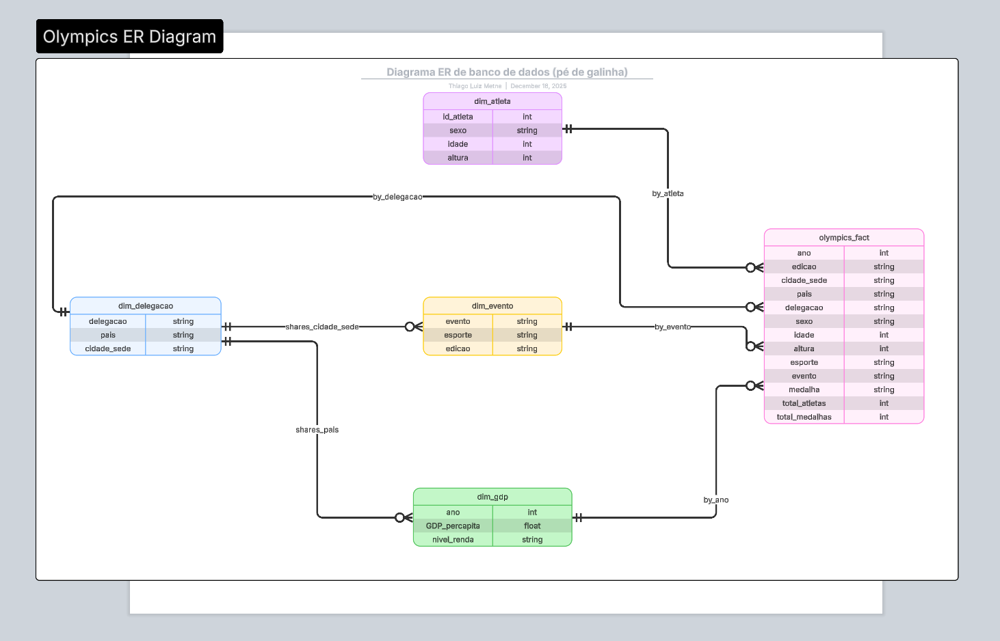 Olympics ER Diagram
Diagrama ER de banco de dados (pé de galinha)
Thiago Luiz Metne | December 18, 2025
dim_atleta
id_atleta int
sexo string
idade int
altura int
by_atleta
by_delegacao
olympics_fact
ano int
edicao string
cidade_sede string
pais string
delegacao string
sexo string
idade int
altura int
esporte string
evento string
medalha string
total_atletas int
total_medalhas int
dim_delegacao
delegacao string
pais string
cidade_sede string
shares_cidade_sede
dim_evento
evento string
esporte string
edicao string
by_evento
shares_pais
by_ano
dim_gdp
ano int
GDP_percapita float
nivel_renda string